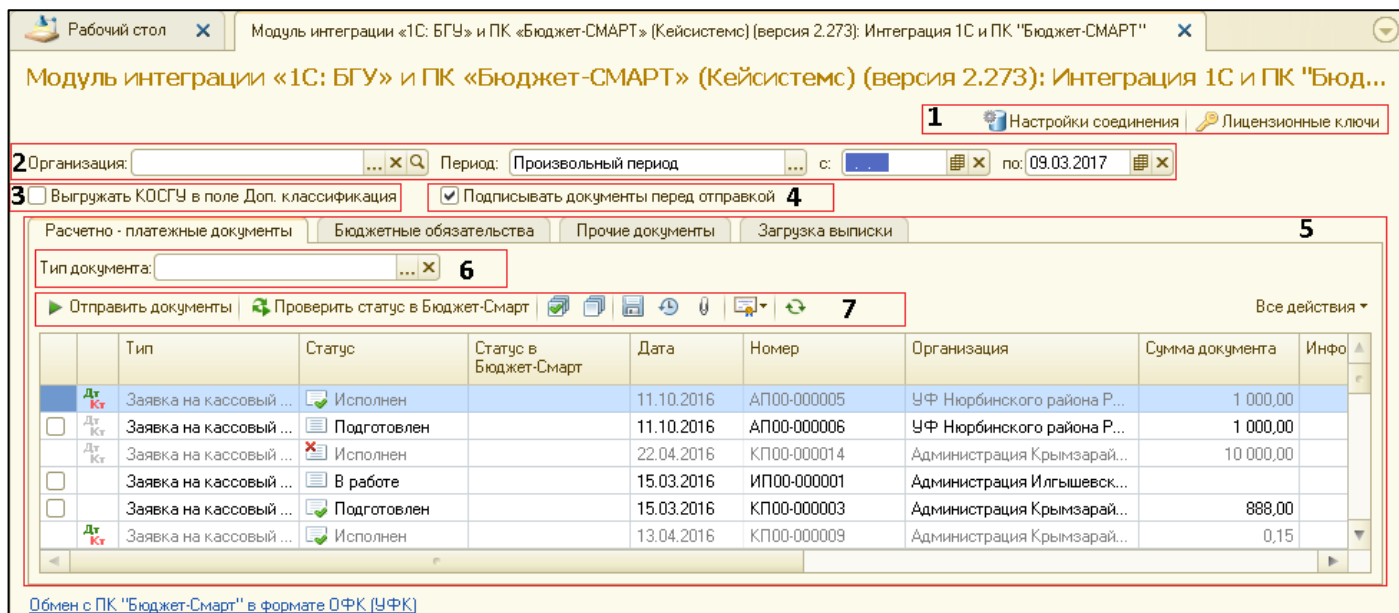 Рабочий стол
Модуль интеграции «1С: БГУ» и ПК «Бюджет-СМАРТ» (Кейсистемс) (версия 2.273): Интеграция 1С и ПК "Бюджет-СМАРТ"
Модуль интеграции «1С: БГУ» и ПК «Бюджет-СМАРТ» (Кейсистемс) (версия 2.273): Интеграция 1С и ПК "Бюд...
1 Настройки соединения Лицензионные ключи
2 Организация: ... Период: Произвольный период ... с: . . по: 09.03.2017
3 Выгружать КОСГУ в поле Доп. классификация Подписывать документы перед отправкой 4
Расчетно - платежные документы Бюджетные обязательства Прочие документы Загрузка выписки 5
Тип документа: ... 6
Отправить документы Проверить статус в Бюджет-Смарт 7 Все действия
Тип Статус Статус в Бюджет-Смарт Дата Номер Организация Сумма документа Инфо
Дт Кт Заявка на кассовый ... Исполнен 11.10.2016 АП00-000005 УФ Нюрбинского района Р... 1 000,00
Дт Кт Заявка на кассовый ... Подготовлен 11.10.2016 АП00-000006 УФ Нюрбинского района Р... 1 000,00
Дт Кт Заявка на кассовый ... Исполнен 22.04.2016 КП00-000014 Администрация Крымзарай... 10 000,00
Заявка на кассовый ... В работе 15.03.2016 ИП00-000001 Администрация Илгышевск...
Заявка на кассовый ... Подготовлен 15.03.2016 КП00-000003 Администрация Крымзарай... 888,00
Дт Кт Заявка на кассовый ... Исполнен 13.04.2016 КП00-000009 Администрация Крымзарай... 0,15
Обмен с ПК "Бюджет-Смарт" в формате ОФК (УФК)